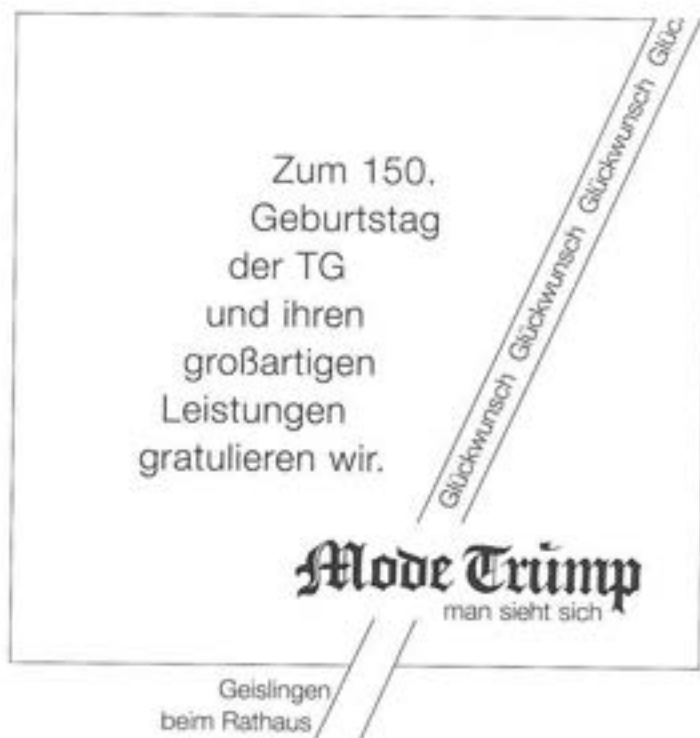 Zum 150.
Geburtstag
der TG
und ihren
großartigen
Leistungen
gratulieren wir.
Glückwunsch Glückwunsch Glückwunsch Glüc.
Mode Trümp
man sieht sich
Geislingen
beim Rathaus